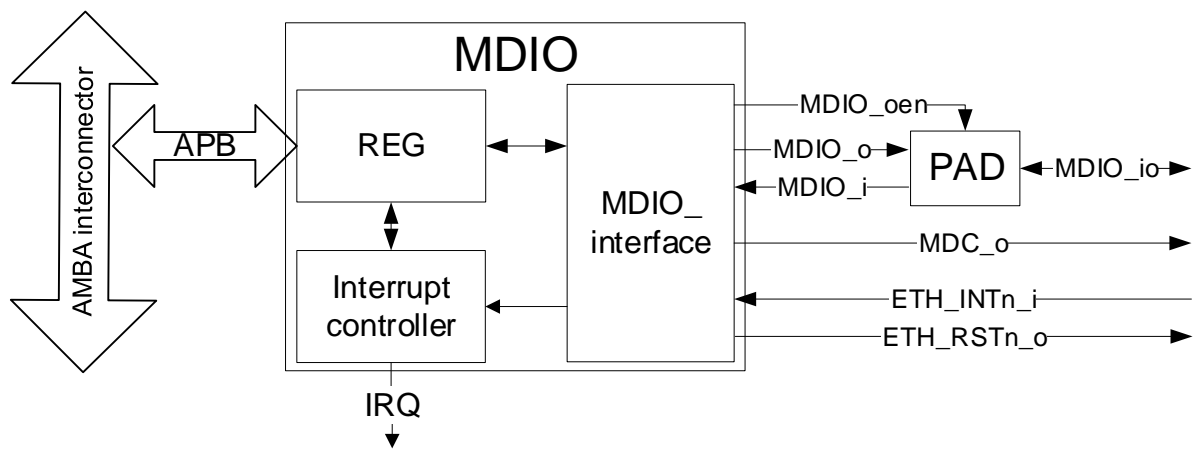 MDIO
AMBA interconnector
APB
REG
Interrupt
controller
IRQ
MDIO_
interface
MDIO_oen
MDIO_o
MDIO_i
PAD
MDIO_io
MDC_o
ETH_INTn_i
ETH_RSTn_o